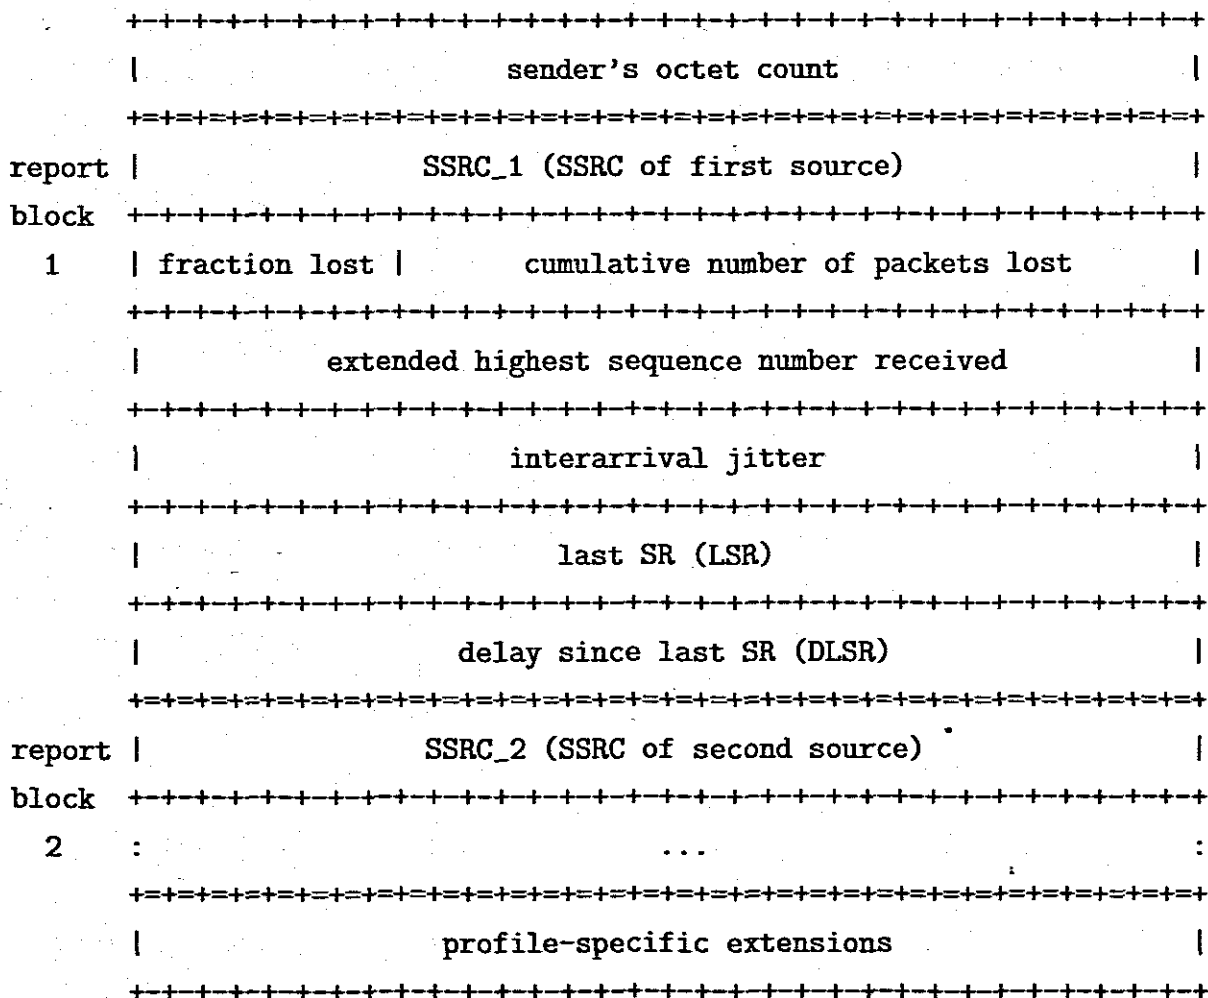 +-+-+-+-+-+-+-+-+-+-+-+-+-+-+-+-+-+-+-+-+-+-+-+-+-+-+-+-+-+-+-+-+-+
| sender's octet count |
+=+=+=+=+=+=+=+=+=+=+=+=+=+=+=+=+=+=+=+=+=+=+=+=+=+=+=+=+=+=+=+=+=+
report | SSRC_1 (SSRC of first source) |
block +-+-+-+-+-+-+-+-+-+-+-+-+-+-+-+-+-+-+-+-+-+-+-+-+-+-+-+-+-+-+-+-+-+
1 | fraction lost | cumulative number of packets lost |
+-+-+-+-+-+-+-+-+-+-+-+-+-+-+-+-+-+-+-+-+-+-+-+-+-+-+-+-+-+-+-+-+-+
| extended highest sequence number received |
+-+-+-+-+-+-+-+-+-+-+-+-+-+-+-+-+-+-+-+-+-+-+-+-+-+-+-+-+-+-+-+-+-+
| interarrival jitter |
+-+-+-+-+-+-+-+-+-+-+-+-+-+-+-+-+-+-+-+-+-+-+-+-+-+-+-+-+-+-+-+-+-+
| last SR (LSR) |
+-+-+-+-+-+-+-+-+-+-+-+-+-+-+-+-+-+-+-+-+-+-+-+-+-+-+-+-+-+-+-+-+-+
| delay since last SR (DLSR) |
+=+=+=+=+=+=+=+=+=+=+=+=+=+=+=+=+=+=+=+=+=+=+=+=+=+=+=+=+=+=+=+=+=+
report | SSRC_2 (SSRC of second source) |
block +-+-+-+-+-+-+-+-+-+-+-+-+-+-+-+-+-+-+-+-+-+-+-+-+-+-+-+-+-+-+-+-+-+
2 : ... :
+=+=+=+=+=+=+=+=+=+=+=+=+=+=+=+=+=+=+=+=+=+=+=+=+=+=+=+=+=+=+=+=+=+
| profile-specific extensions |
+-+-+-+-+-+-+-+-+-+-+-+-+-+-+-+-+-+-+-+-+-+-+-+-+-+-+-+-+-+-+-+-+-+